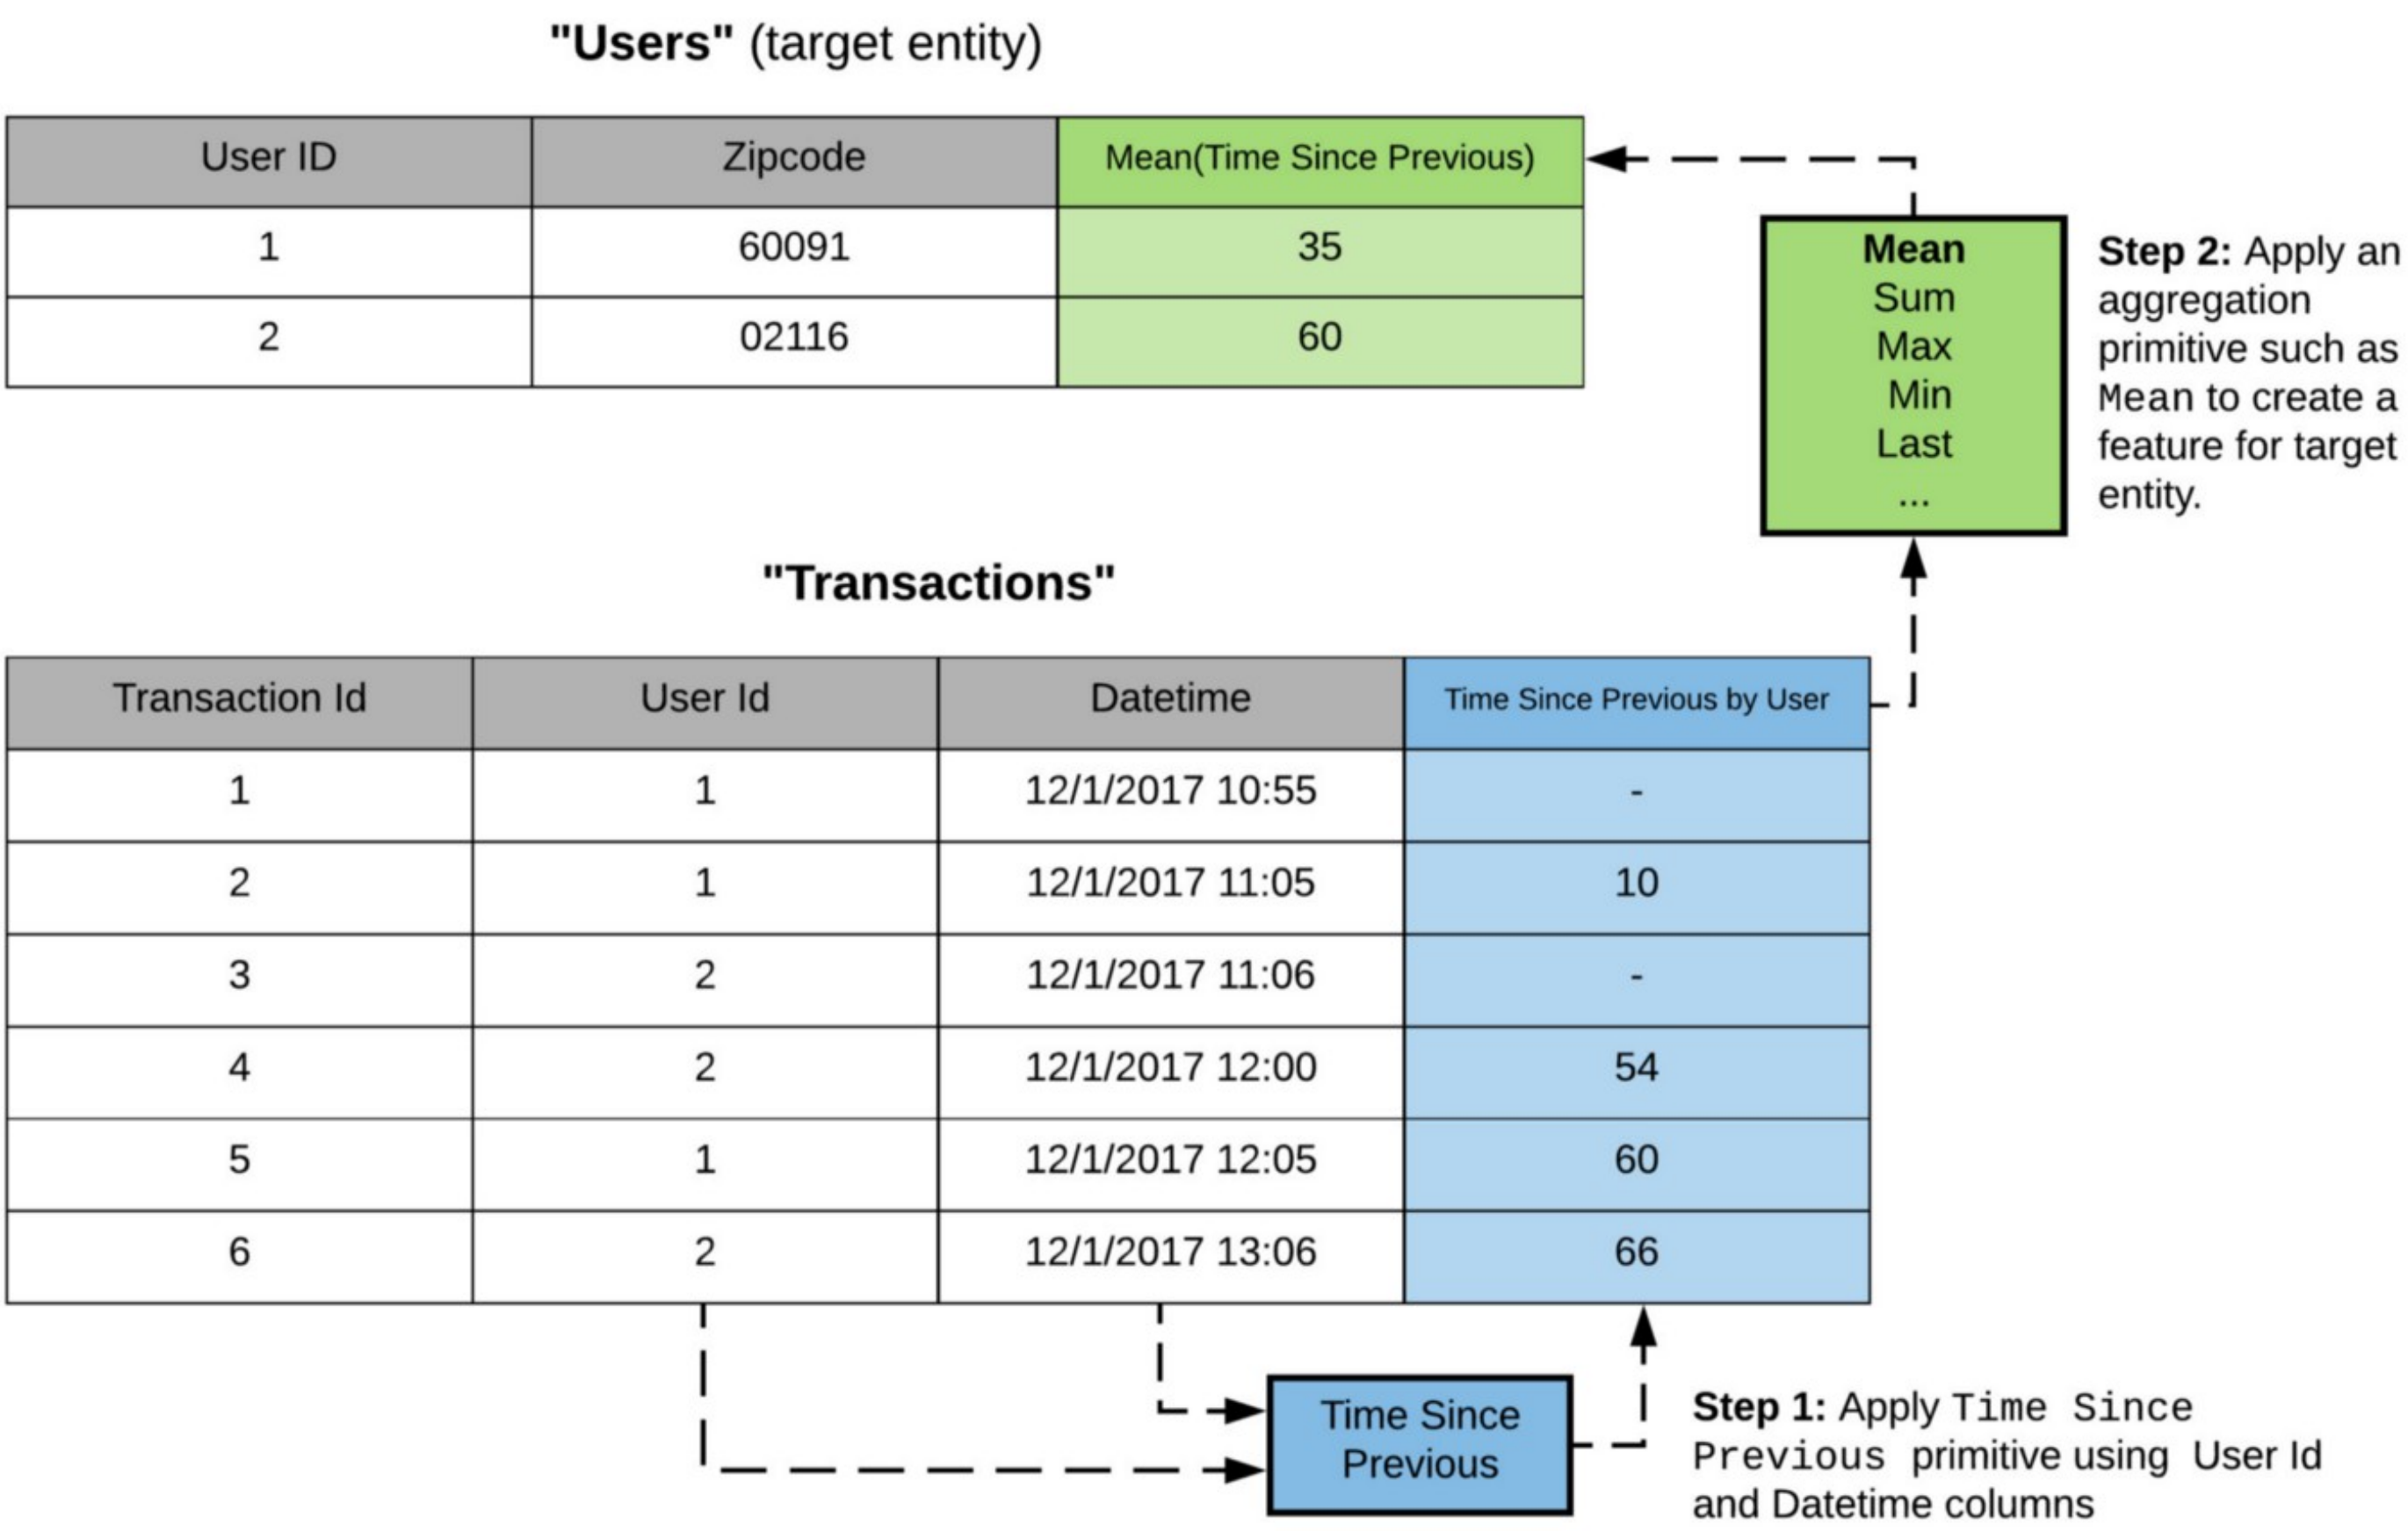 "Users" (target entity)
User ID Zipcode Mean(Time Since Previous)
1 60091 35
2 02116 60
Mean
Sum
Max
Min
Last
...
Step 2: Apply an
aggregation
primitive such as
Mean to create a
feature for target
entity.
"Transactions"
Transaction Id User Id Datetime Time Since Previous by User
1 1 12/1/2017 10:55 -
2 1 12/1/2017 11:05 10
3 2 12/1/2017 11:06 -
4 2 12/1/2017 12:00 54
5 1 12/1/2017 12:05 60
6 2 12/1/2017 13:06 66
Time Since
Previous
Step 1: Apply Time Since
Previous primitive using User Id
and Datetime columns